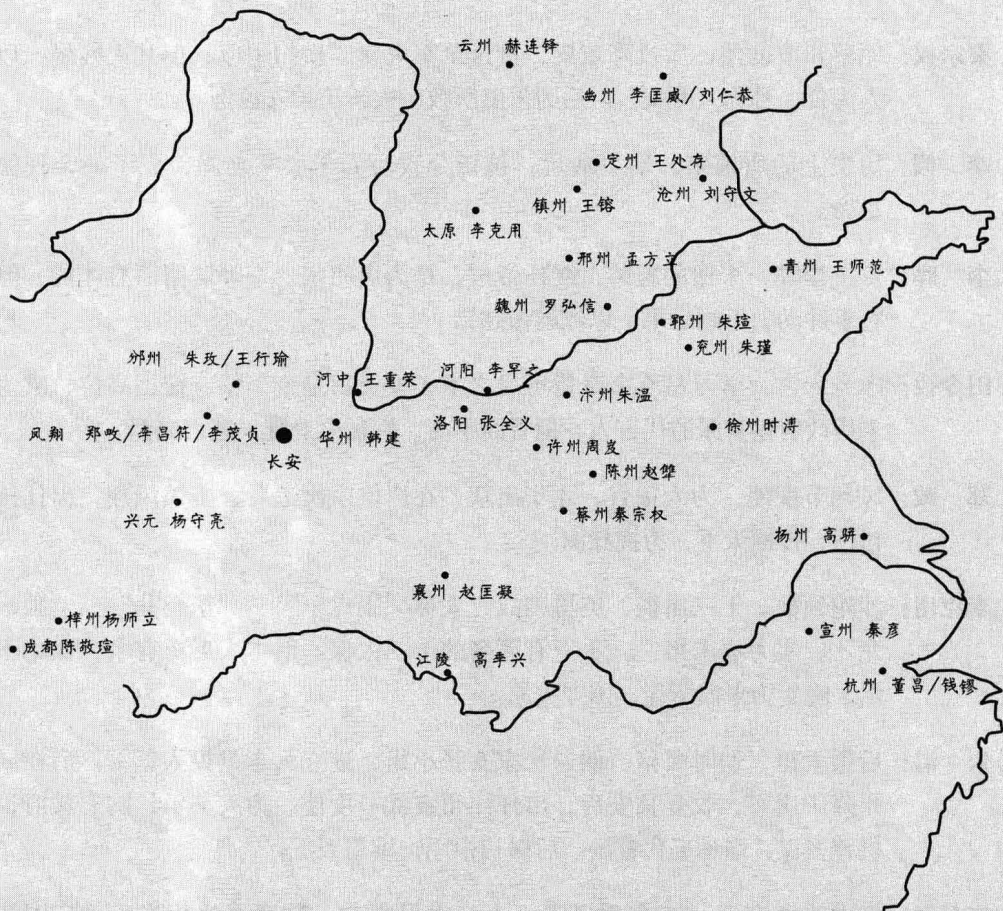 云州 赫连铎
幽州 李匡威/刘仁恭
定州 王处存
沧州 刘守文
镇州 王镕
太原 李克用
邢州 孟方立
青州 王师范
魏州 罗弘信
郓州 朱瑄
兖州 朱瑾
邠州 朱玫/王行瑜
河中 王重荣
河阳 李罕之
汴州朱温
凤翔 郑畋/李昌符/李茂贞
长安
华州 韩建
洛阳 张全义
徐州时溥
许州周岌
陈州赵犨
兴元 杨守亮
蔡州秦宗权
扬州 高骈
襄州 赵匡凝
梓州杨师立
成都陈敬瑄
宣州 秦彦
江陵 高季兴
杭州 董昌/钱镠